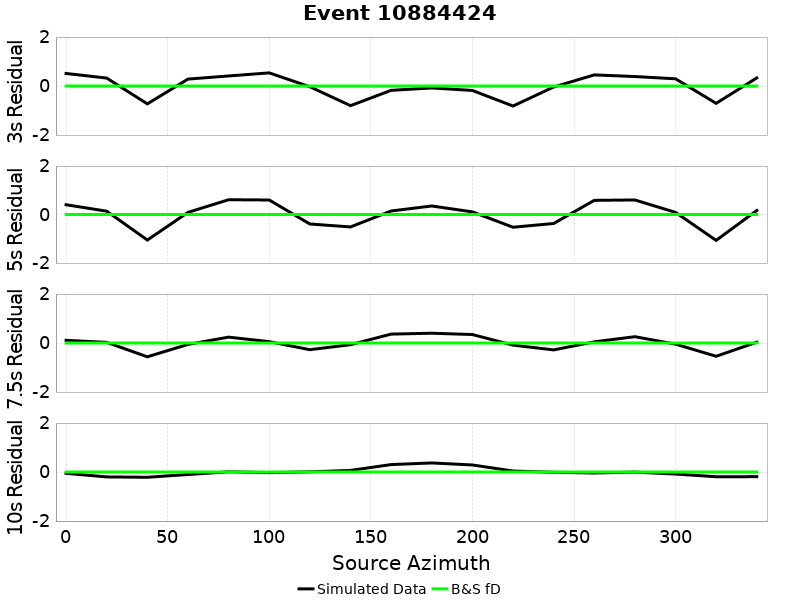 Event 10884424
3s Residual
2
0
-2
5s Residual
2
0
-2
7.5s Residual
2
0
-2
10s Residual
2
0
-2
0 50 100 150 200 250 300
Source Azimuth
Simulated Data B&S fD